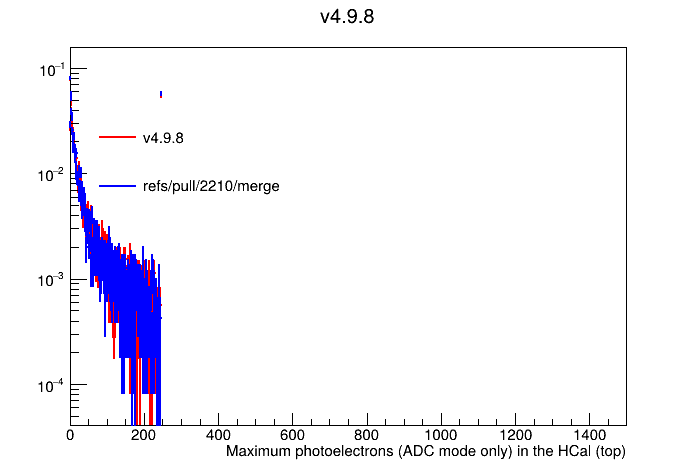 v4.9.8
10⁻¹
v4.9.8
10⁻²
refs/pull/2210/merge
10⁻³
10⁻⁴
0 200 400 600 800 1000 1200 1400
Maximum photoelectrons (ADC mode only) in the HCal (top)